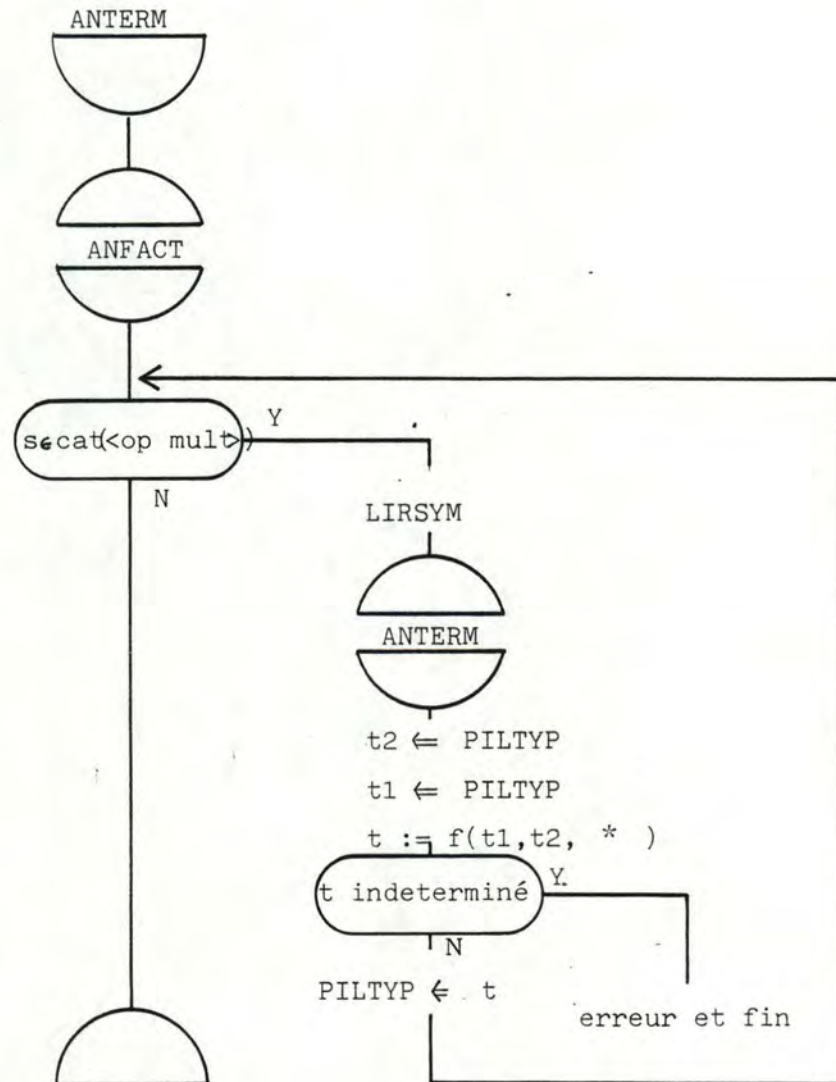 ANTERM
ANFACT
s∊cat(<op mult>)
Y
N
LIRSYM
ANTERM
t2 ⇐ PILTYP
t1 ⇐ PILTYP
t := f(t1,t2, * )
t indeterminé
Y
N
PILTYP ⇐ t
erreur et fin